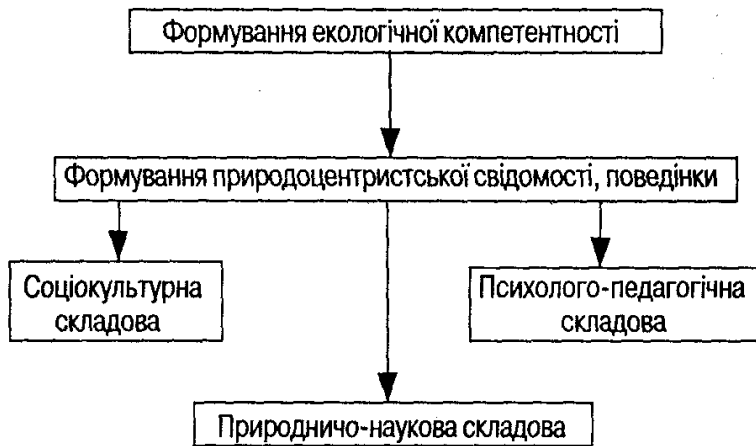 Формування екологічної компетентності
Формування природоцентристської свідомості, поведінки
Соціокультурна
складова
Психолого-педагогічна
складова
Природничо-наукова складова